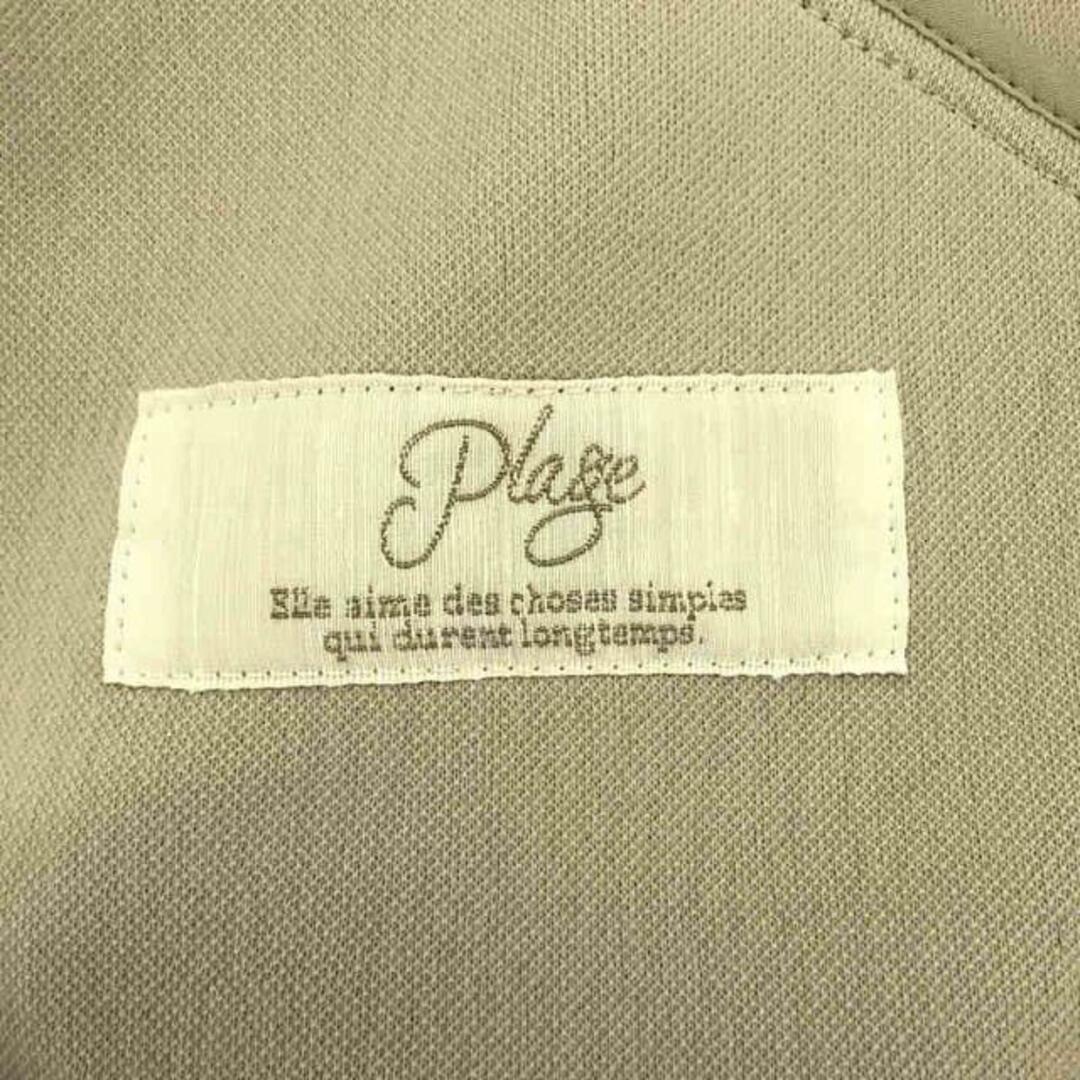 Plage
Elle aime des choses simples
qui durent longtemps.